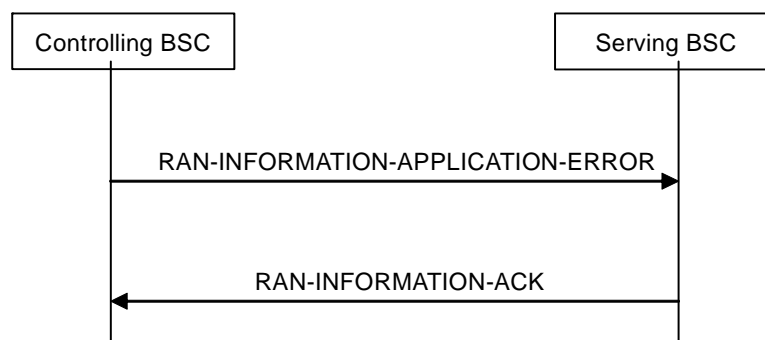 Controlling BSC
Serving BSC
RAN-INFORMATION-APPLICATION-ERROR
RAN-INFORMATION-ACK